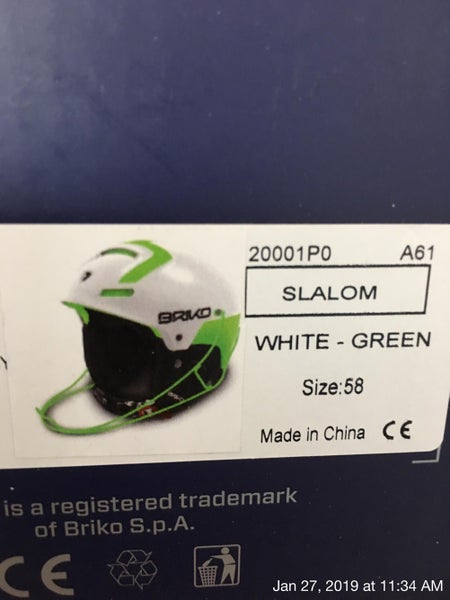 20001P0 A61
SLALOM
BRIKO
WHITE - GREEN
Size:58
Made in China CE
is a registered trademark
of Briko S.p.A.
CE
Jan 27, 2019 at 11:34 AM